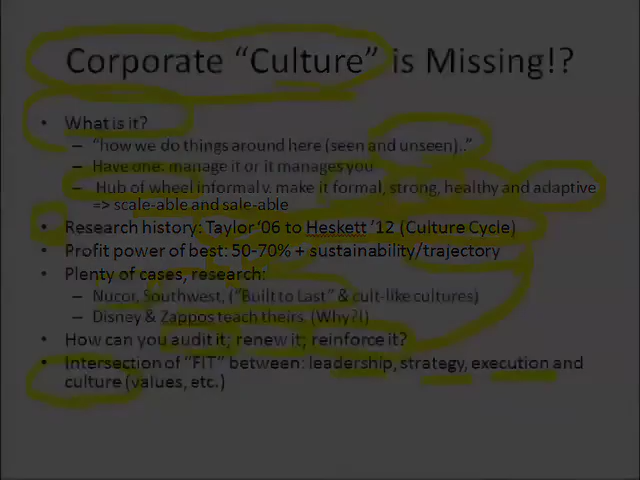 Corporate “Culture” is Missing!?
• What is it?
– “how we do things around here (seen and unseen)..”
– Have one: manage it or it manages you
– Hub of wheel informal v. make it formal, strong, healthy and adaptive
=> scale-able and sale-able
• Research history: Taylor '06 to Heskett '12 (Culture Cycle)
• Profit power of best: 50-70% + sustainability/trajectory
• Plenty of cases, research:
– Nucor, Southwest, (“Built to Last” & cult-like cultures)
– Disney & Zappos teach theirs. (Why?!)
• How can you audit it; renew it; reinforce it?
• Intersection of “FIT” between: leadership, strategy, execution and
culture (values, etc.)